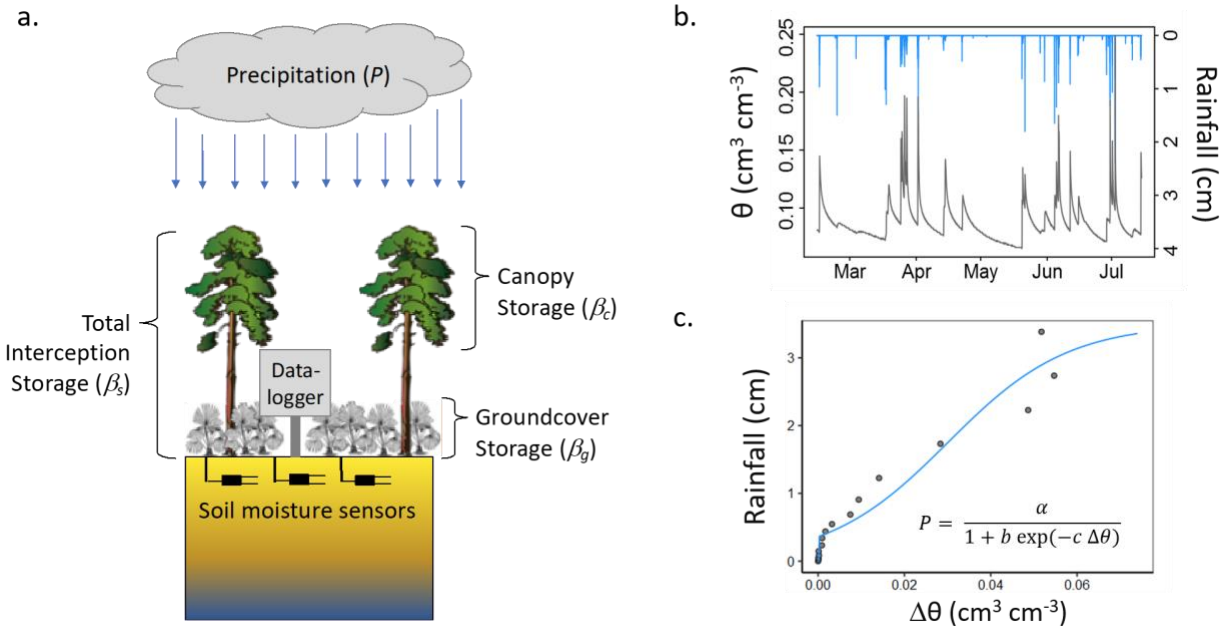 a.
Precipitation (P)
Total
Interception
Storage (βs)
Canopy
Storage (βc)
Data-
logger
Groundcover
Storage (βg)
Soil moisture sensors
b.
θ (cm³ cm⁻³)
0.25
0.20
0.15
0.10
0
1
2
3
4
Rainfall (cm)
Mar Apr May Jun Jul
c.
Rainfall (cm)
3
2
1
0
P = α / (1 + b exp(−c Δθ))
0.00 0.02 0.04 0.06
Δθ (cm³ cm⁻³)